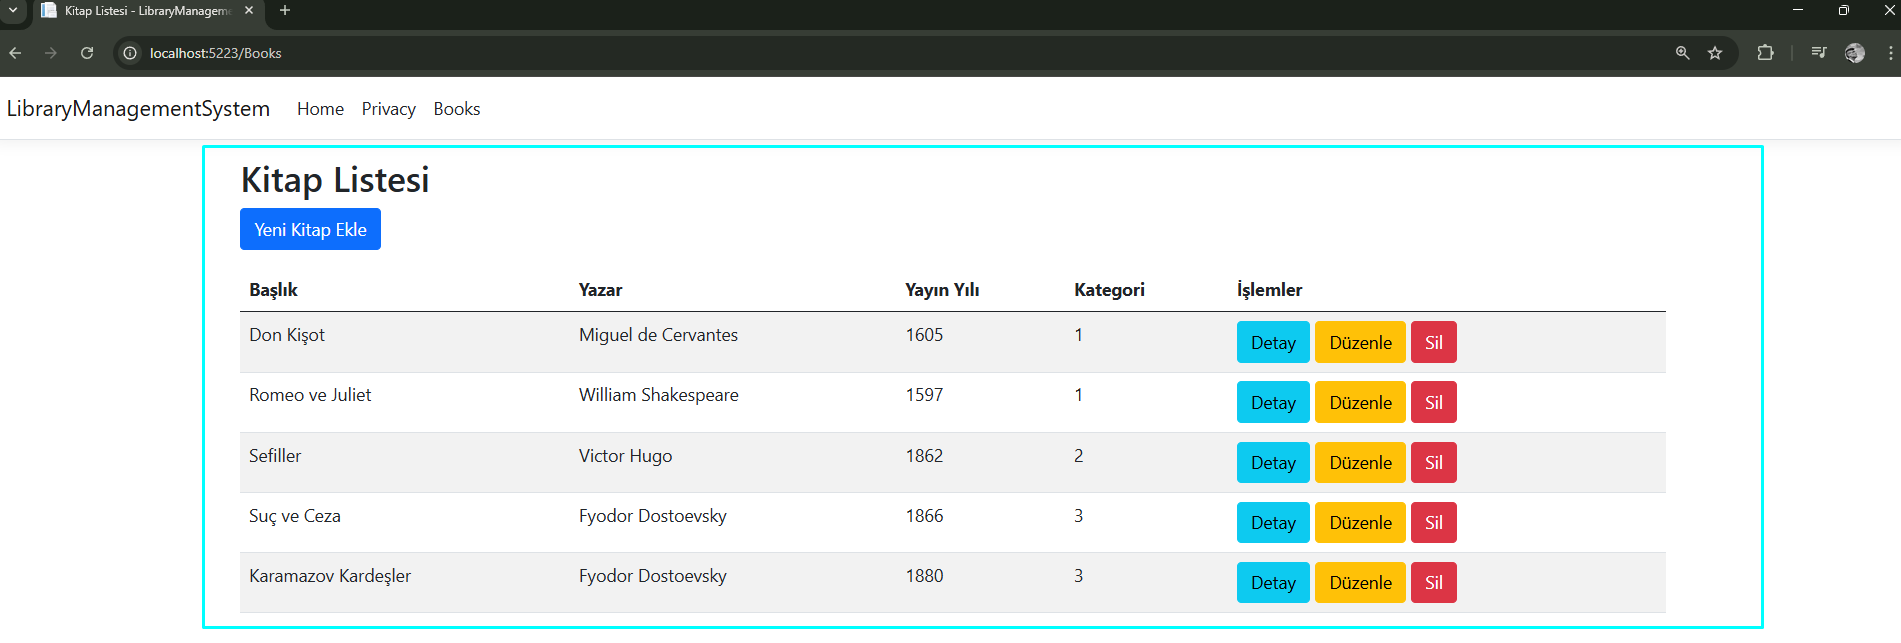 Kitap Listesi - LibraryManageme
localhost:5223/Books
LibraryManagementSystem Home Privacy Books
Kitap Listesi
Yeni Kitap Ekle
Başlık Yazar Yayın Yılı Kategori İşlemler
Don Kişot Miguel de Cervantes 1605 1 Detay Düzenle Sil
Romeo ve Juliet William Shakespeare 1597 1 Detay Düzenle Sil
Sefiller Victor Hugo 1862 2 Detay Düzenle Sil
Suç ve Ceza Fyodor Dostoevsky 1866 3 Detay Düzenle Sil
Karamazov Kardeşler Fyodor Dostoevsky 1880 3 Detay Düzenle Sil